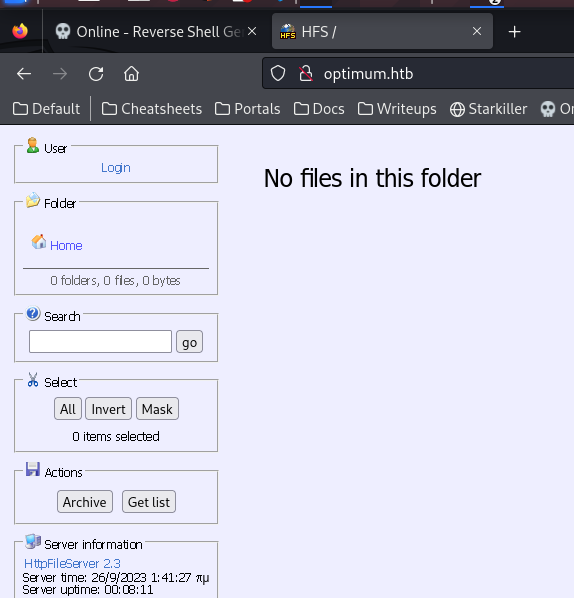 Online - Reverse Shell Ge
HFS /
optimum.htb
Default Cheatsheets Portals Docs Writeups Starkiller
User
Login
No files in this folder
Folder
Home
0 folders, 0 files, 0 bytes
Search
go
Select
All Invert Mask
0 items selected
Actions
Archive Get list
Server information
HttpFileServer 2.3
Server time: 26/9/2023 1:41:27 πμ
Server uptime: 00:08:11